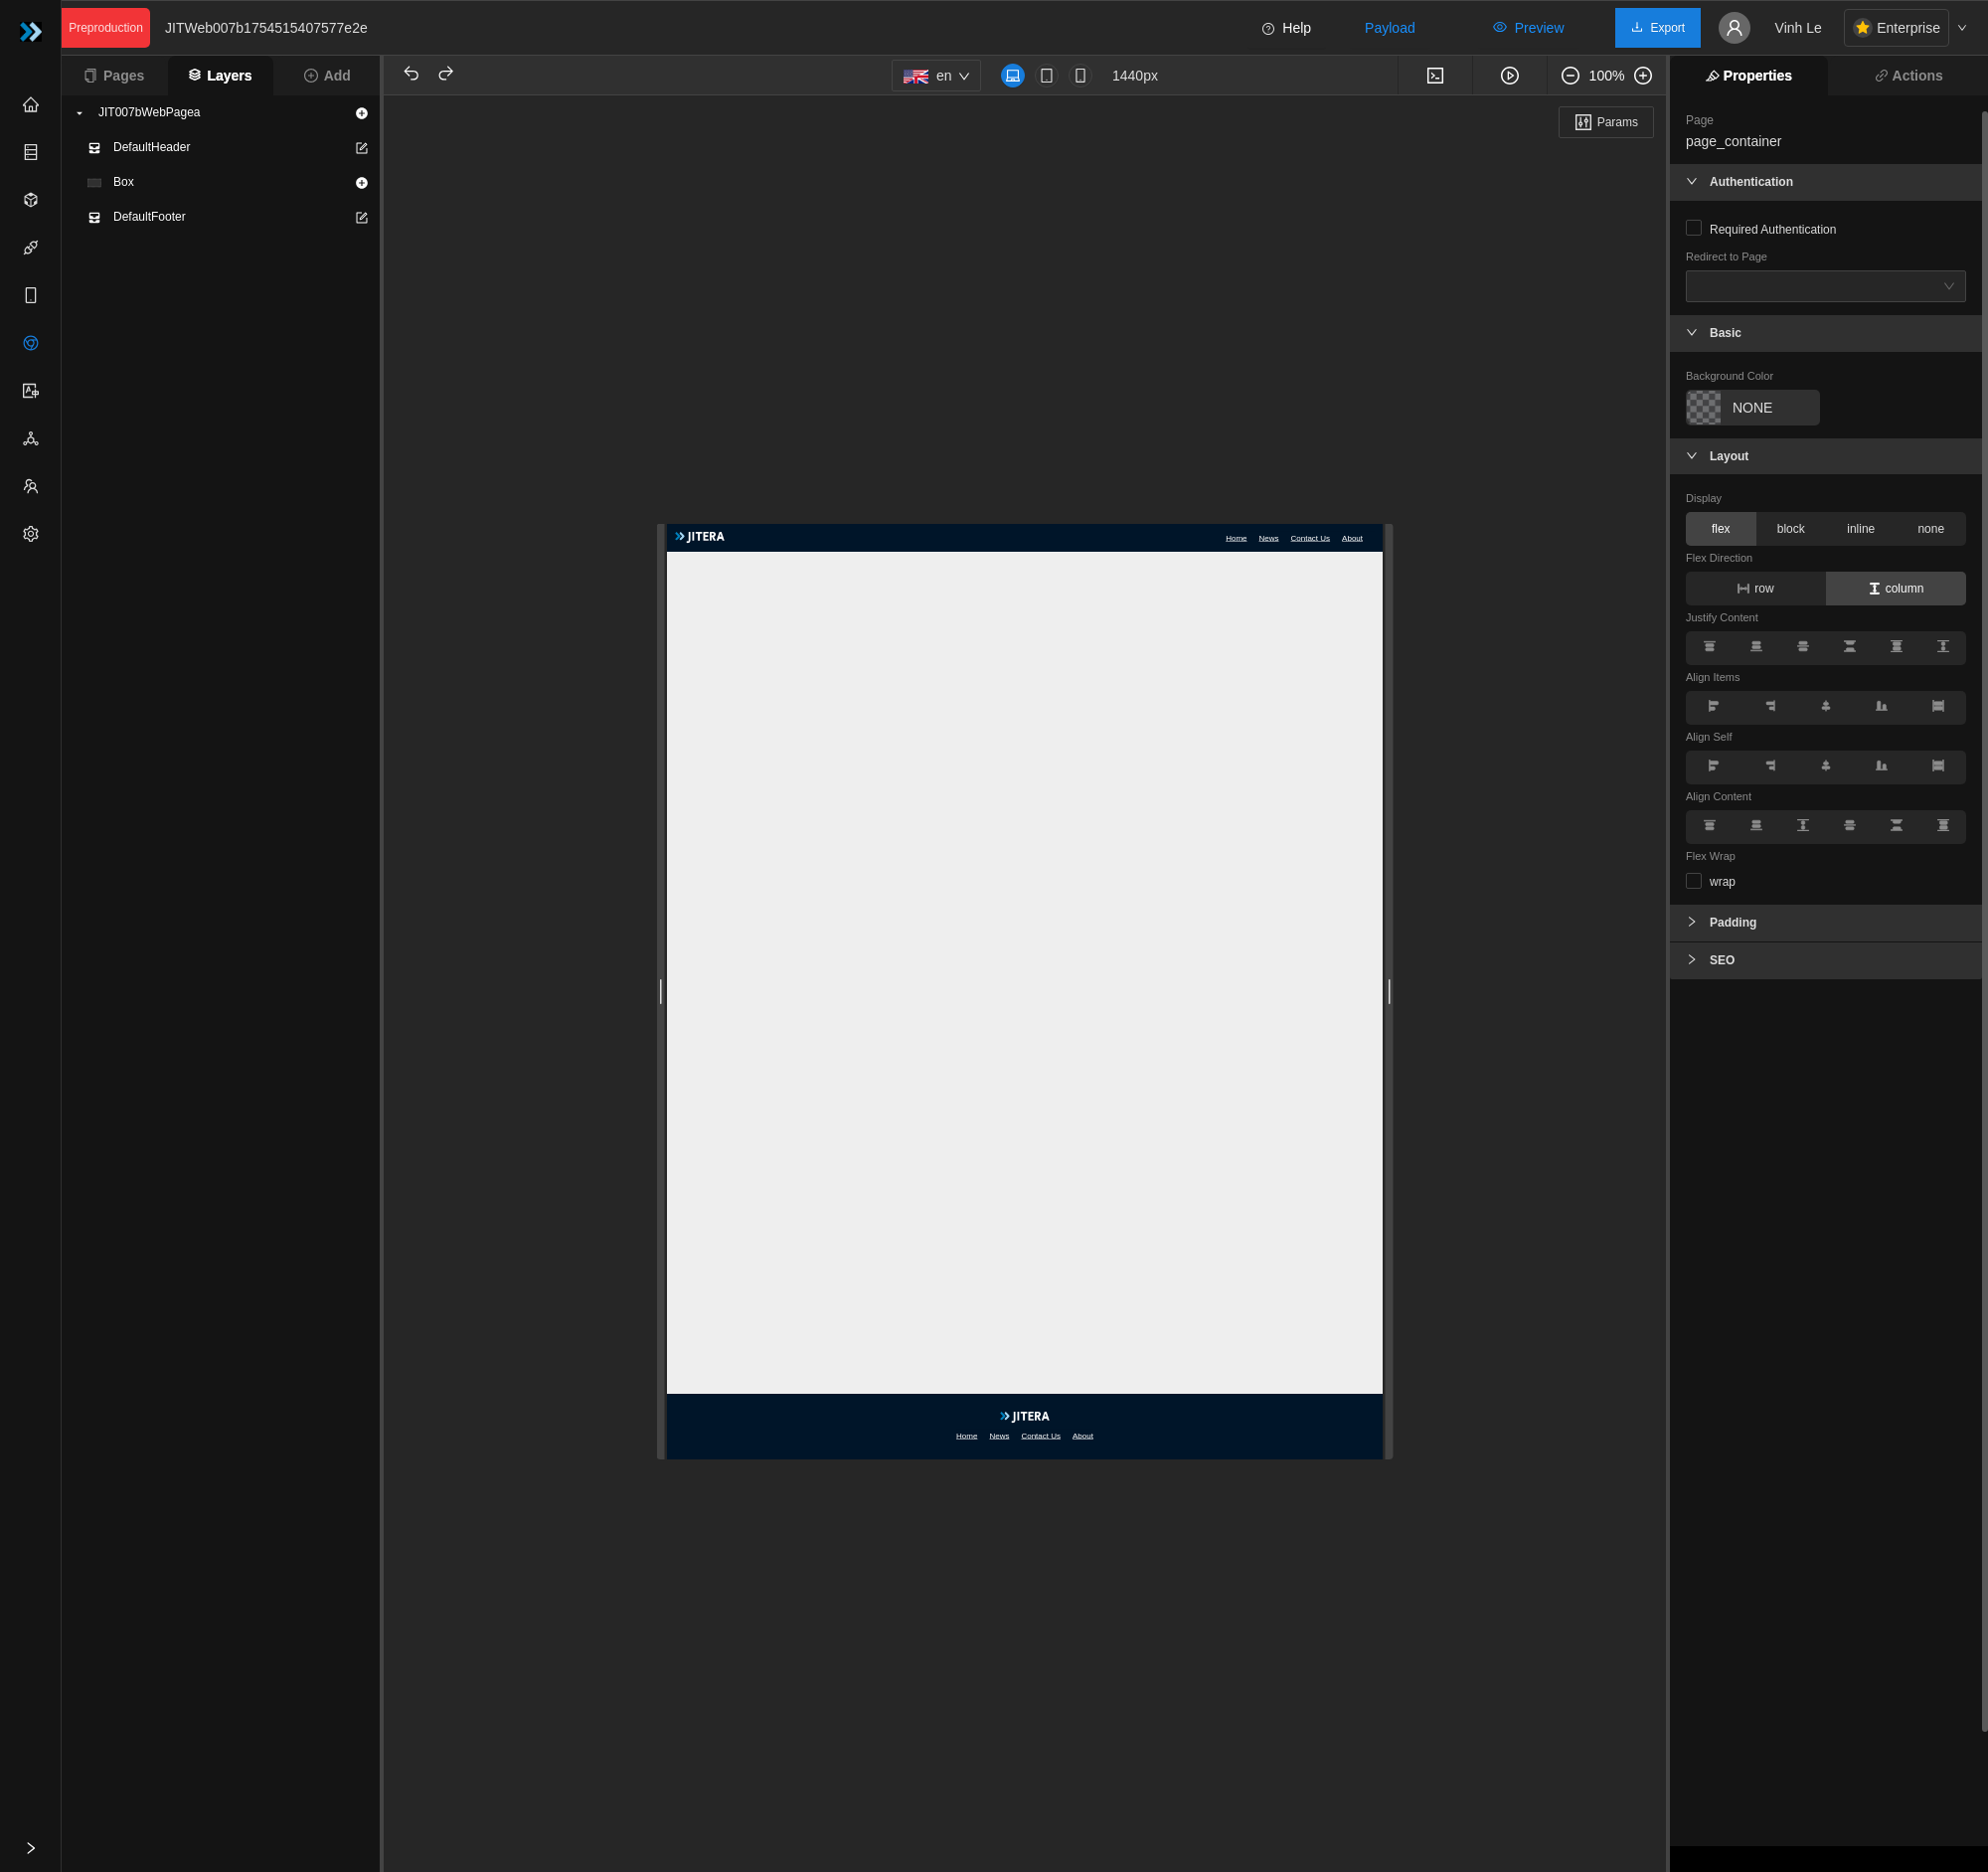 Preproduction JITWeb007b1754515407577e2e Help Payload Preview Export Vinh Le Enterprise
Pages Layers Add
en 1440px 100%
Properties Actions
JIT007bWebPagea
DefaultHeader
Box
DefaultFooter
Params
JITERA Home News Contact Us About
JITERA
Home News Contact Us About
Page
page_container
Authentication
Required Authentication
Redirect to Page
Basic
Background Color
NONE
Layout
Display
flex block inline none
Flex Direction
row column
Justify Content
Align Items
Align Self
Align Content
Flex Wrap
wrap
Padding
SEO